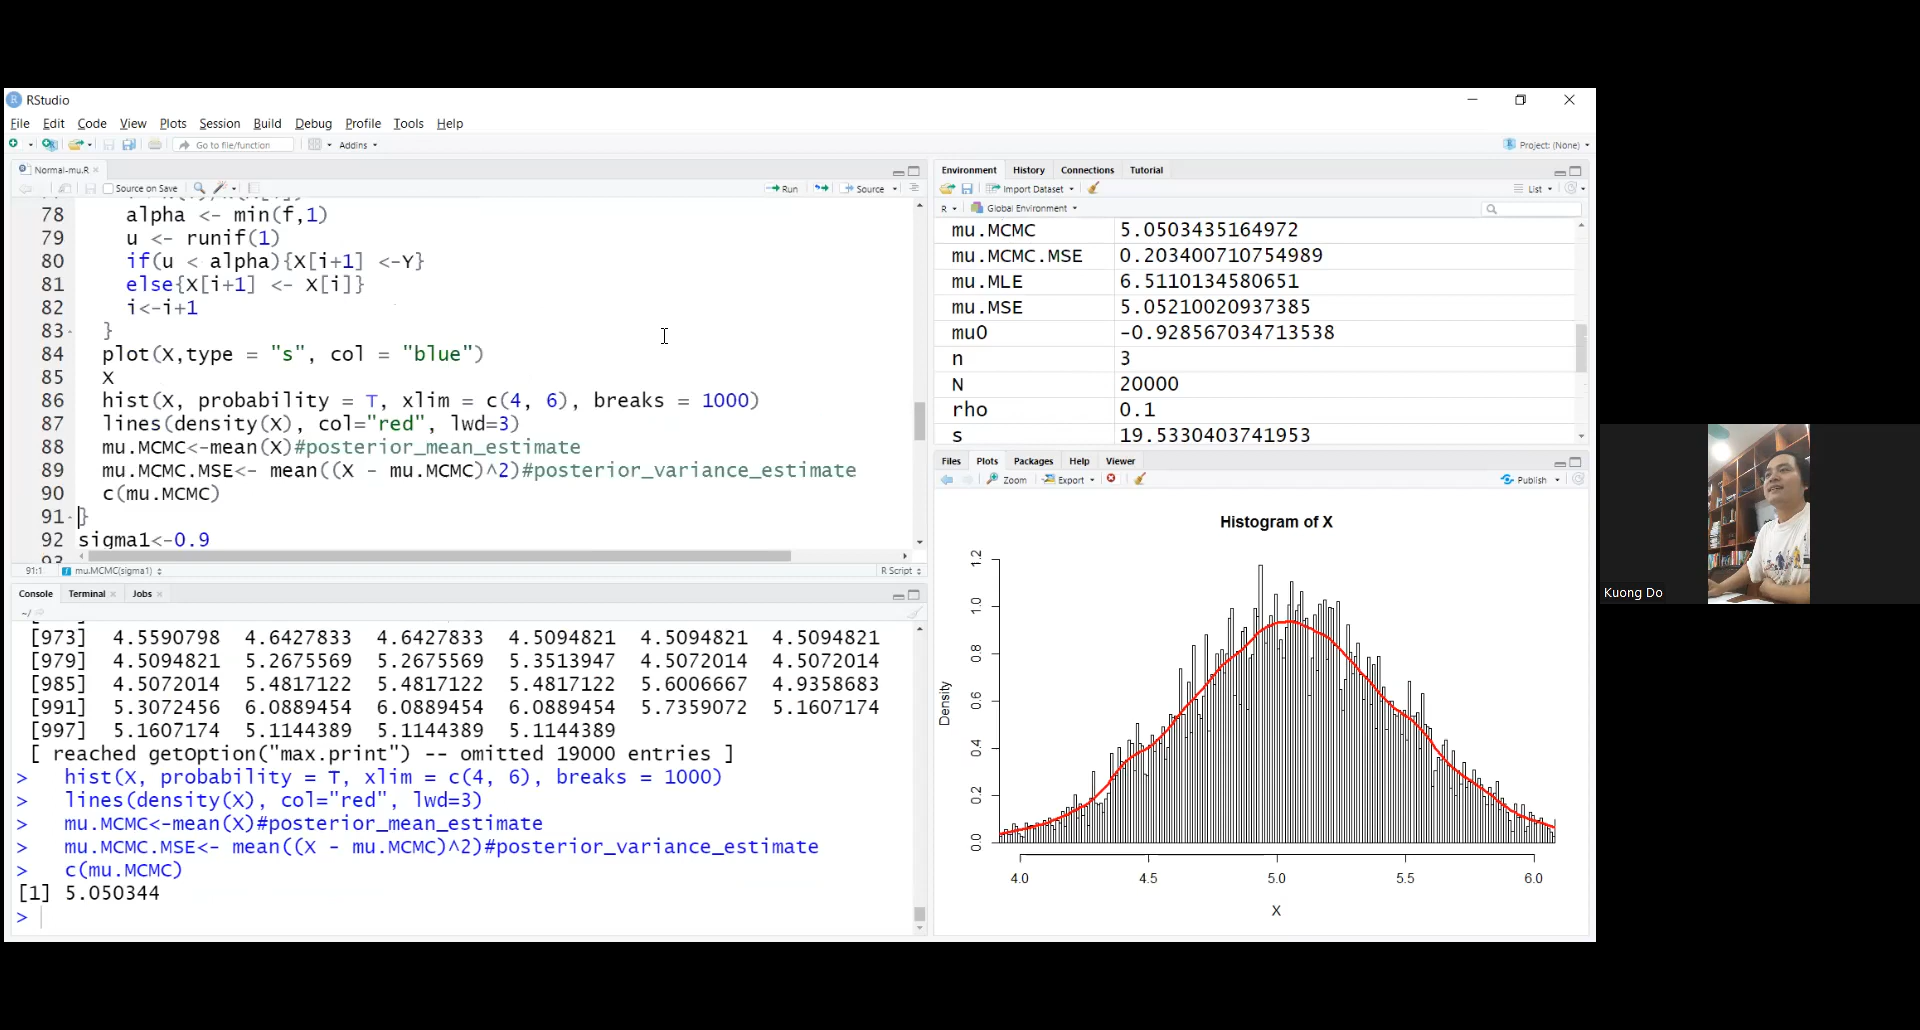 RStudio
File Edit Code View Plots Session Build Debug Profile Tools Help
Go to file/function Addins Project: (None)
Normal-mu.R
Source on Save Run Source
78 alpha <- min(f,1)
79 u <- runif(1)
80 if(u < alpha){X[i+1] <-Y}
81 else{X[i+1] <- X[i]}
82 i<-i+1
83 }
84 plot(X,type = "s", col = "blue")
85 X
86 hist(X, probability = T, xlim = c(4, 6), breaks = 1000)
87 lines(density(X), col="red", lwd=3)
88 mu.MCMC<-mean(X)#posterior_mean_estimate
89 mu.MCMC.MSE<- mean((X - mu.MCMC)^2)#posterior_variance_estimate
90 c(mu.MCMC)
91 }
92 sigma1<-0.9
93
91:1 mu.MCMC(sigma1) R Script
Console Terminal Jobs
~/
[973] 4.5590798 4.6427833 4.6427833 4.5094821 4.5094821 4.5094821
[979] 4.5094821 5.2675569 5.2675569 5.3513947 4.5072014 4.5072014
[985] 4.5072014 5.4817122 5.4817122 5.4817122 5.6006667 4.9358683
[991] 5.3072456 6.0889454 6.0889454 6.0889454 5.7359072 5.1607174
[997] 5.1607174 5.1144389 5.1144389 5.1144389
[ reached getOption("max.print") -- omitted 19000 entries ]
> hist(X, probability = T, xlim = c(4, 6), breaks = 1000)
> lines(density(X), col="red", lwd=3)
> mu.MCMC<-mean(X)#posterior_mean_estimate
> mu.MCMC.MSE<- mean((X - mu.MCMC)^2)#posterior_variance_estimate
> c(mu.MCMC)
[1] 5.050344
>
Environment History Connections Tutorial
Import Dataset List
R Global Environment
mu.MCMC 5.0503435164972
mu.MCMC.MSE 0.203400710754989
mu.MLE 6.5110134580651
mu.MSE 5.05210020937385
mu0 -0.928567034713538
n 3
N 20000
rho 0.1
s 19.5330403741953
Files Plots Packages Help Viewer
Zoom Export Publish
Histogram of X
Density
1.2
1.0
0.8
0.6
0.4
0.2
0.0
4.0 4.5 5.0 5.5 6.0
X
Kuong Do